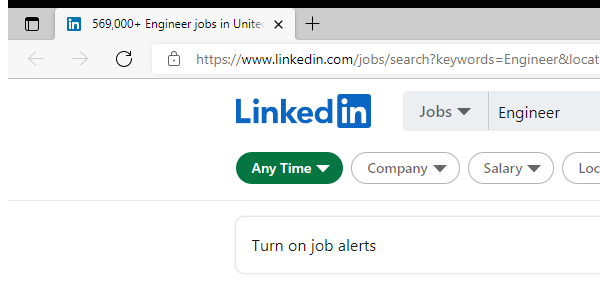 569,000+ Engineer jobs in United
https://www.linkedin.com/jobs/search?keywords=Engineer&locat
Linkedin
Jobs Engineer
Any Time Company Salary Loc
Turn on job alerts